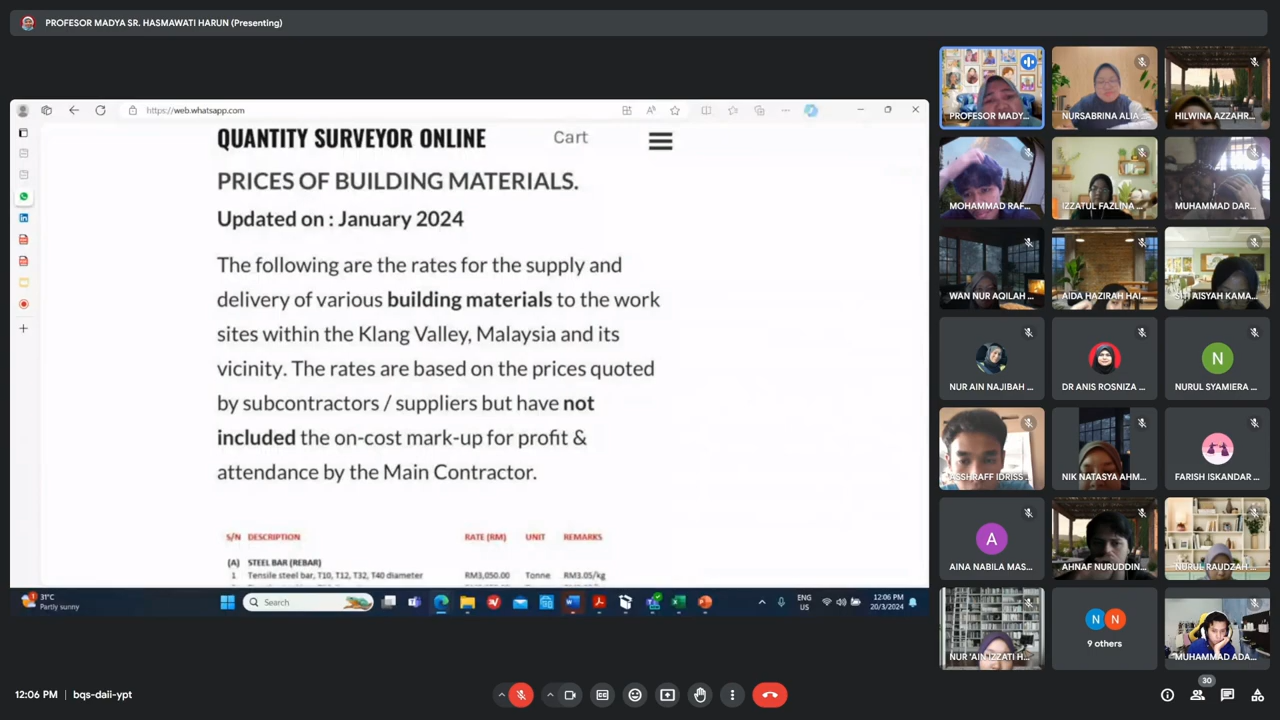 PROFESOR MADYA SR. HASMAWATI HARUN (Presenting)
https://web.whatsapp.com
QUANTITY SURVEYOR ONLINE
Cart
PRICES OF BUILDING MATERIALS.
Updated on : January 2024
The following are the rates for the supply and
delivery of various building materials to the work
sites within the Klang Valley, Malaysia and its
vicinity. The rates are based on the prices quoted
by subcontractors / suppliers but have not
included the on-cost mark-up for profit &
attendance by the Main Contractor.
S/N DESCRIPTION RATE (RM) UNIT REMARKS
(A) STEEL BAR (REBAR)
1 Tensile steel bar, T10, T12, T32, T40 diameter RM3,050.00 Tonne RM3.05/kg
31°C
Partly sunny
Search
ENG
US
12:06 PM
20/3/2024
PROFESOR MADY...
NURSABRINA ALIA ...
HILWINA AZZAHR...
MOHAMMAD RAF...
IZZATUL FAZLINA ...
MUHAMMAD DAR...
WAN NUR AQILAH ...
AIDA HAZIRAH HAI...
SITI AISYAH KAMA...
NUR AIN NAJIBAH ...
DR ANIS ROSNIZA ...
N
NURUL SYAMIERA ...
ASSHRAFF IDRISS ...
NIK NATASYA AHM...
FARISH ISKANDAR ...
A
AINA NABILA MAS...
AHNAF NURUDDIN...
NURUL RAUDZAH ...
NUR 'AIN IZZATI H...
N N
9 others
MUHAMMAD ADA...
12:06 PM | bqs-daii-ypt
30